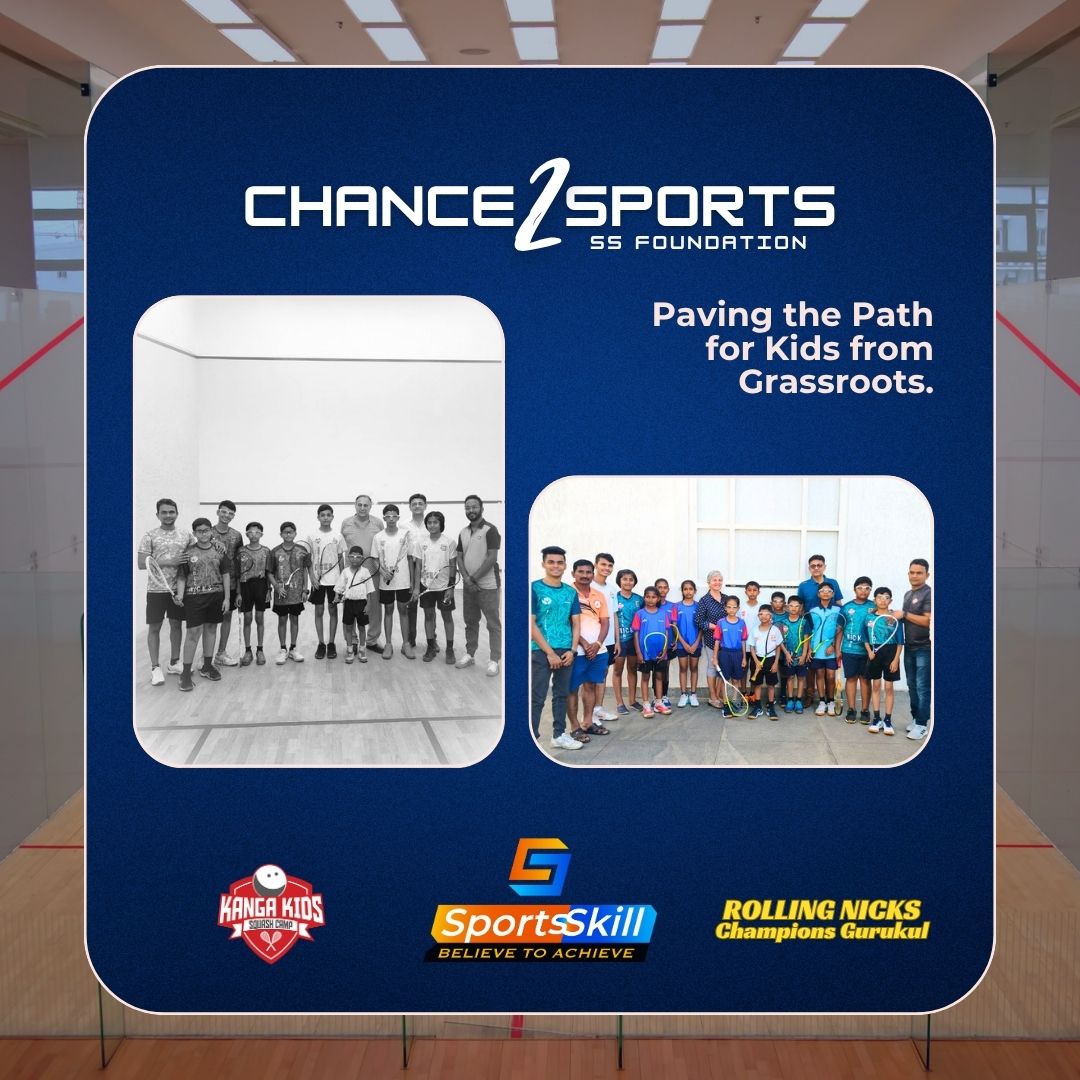 CHANCE2SPORTS
SS FOUNDATION
Paving the Path
for Kids from
Grassroots.
KANGA KIDS
SQUASH CAMP
SportsSkill
BELIEVE TO ACHIEVE
ROLLING NICKS
Champions Gurukul